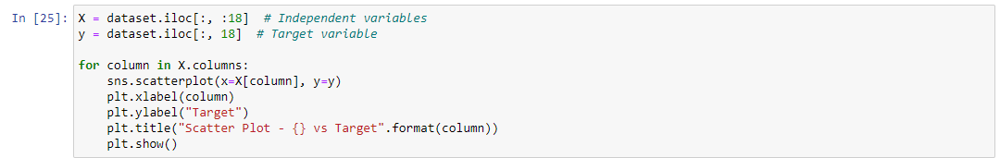 In [25]: X = dataset.iloc[:, :18]  # Independent variables
y = dataset.iloc[:, 18]  # Target variable
for column in X.columns:
    sns.scatterplot(x=X[column], y=y)
    plt.xlabel(column)
    plt.ylabel("Target")
    plt.title("Scatter Plot - {} vs Target".format(column))
    plt.show()